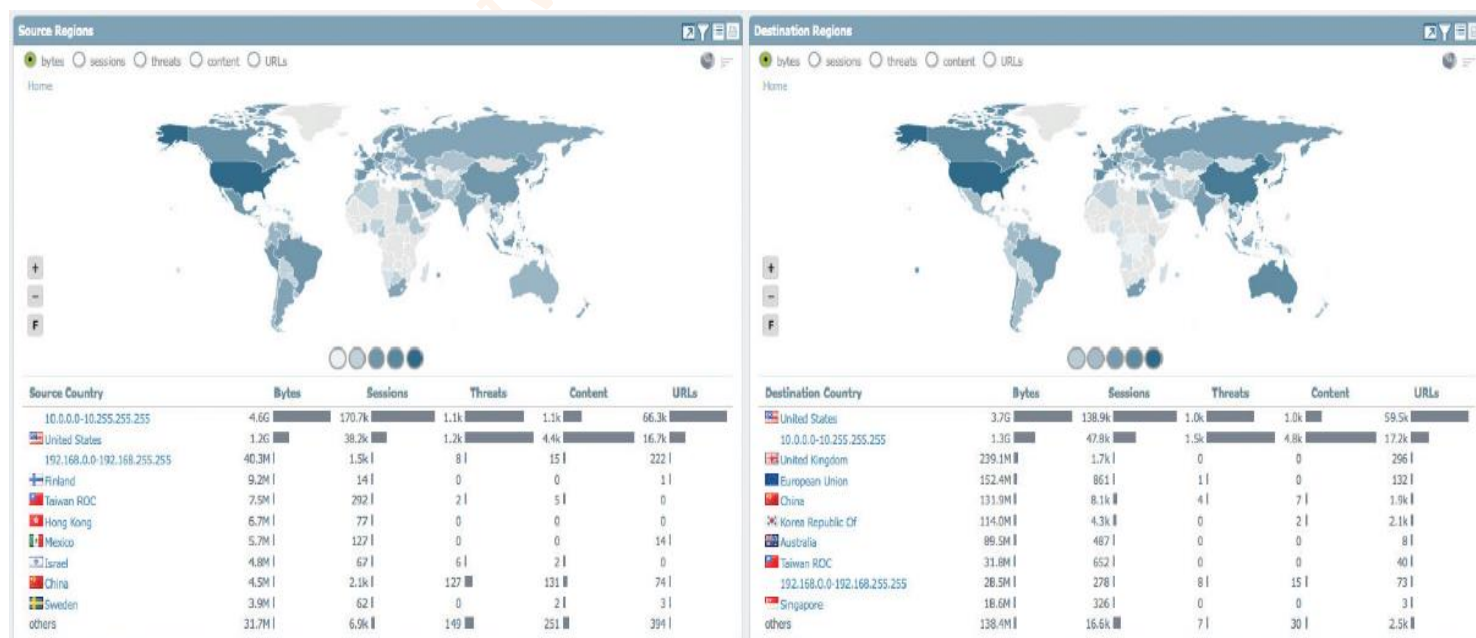 Source Regions
bytes sessions threats content URLs
Home
+
−
F
Source Country Bytes Sessions Threats Content URLs
10.0.0.0-10.255.255.255 4.6G 170.7k 1.1k 1.1k 66.3k
United States 1.2G 38.2k 1.2k 4.4k 16.7k
192.168.0.0-192.168.255.255 40.3M 1.5k 8 15 222
Finland 9.2M 14 0 0 1
Taiwan ROC 7.5M 292 2 5 0
Hong Kong 6.7M 77 0 0 0
Mexico 5.7M 127 0 0 14
Israel 4.8M 67 6 2 0
China 4.5M 2.1k 127 131 74
Sweden 3.9M 62 0 2 3
others 31.7M 6.9k 149 251 394
Destination Regions
bytes sessions threats content URLs
Home
+
−
F
Destination Country Bytes Sessions Threats Content URLs
United States 3.7G 138.9k 1.0k 1.0k 59.5k
10.0.0.0-10.255.255.255 1.3G 47.8k 1.5k 4.8k 17.2k
United Kingdom 239.1M 1.7k 0 0 296
European Union 152.4M 861 1 0 132
China 131.9M 8.1k 4 7 1.9k
Korea Republic Of 114.0M 4.3k 0 2 2.1k
Australia 89.5M 487 0 0 8
Taiwan ROC 31.8M 652 0 0 40
192.168.0.0-192.168.255.255 28.5M 278 8 15 73
Singapore 18.6M 326 0 0 3
others 138.4M 16.6k 7 30 2.5k